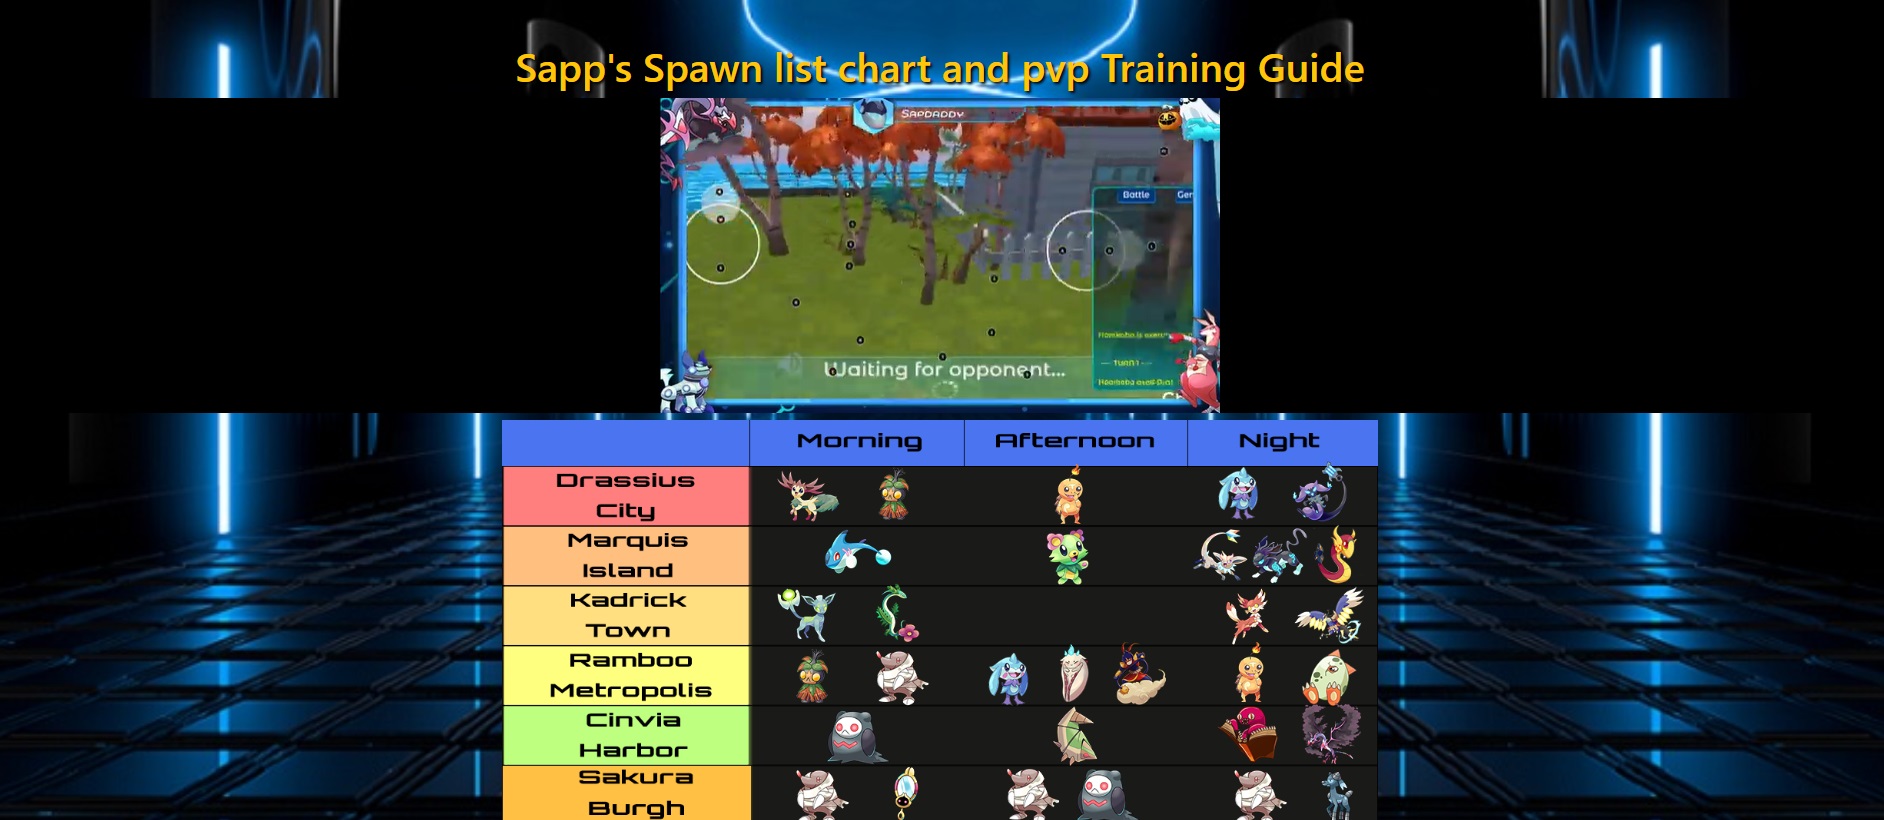 Sapp's Spawn list chart and pvp Training Guide
SAPDADDY
Battle
Waiting for opponent...
Morning
Afternoon
Night
Drassius
City
Marquis
Island
Kadrick
Town
Ramboo
Metropolis
Cinvia
Harbor
Sakura
Burgh